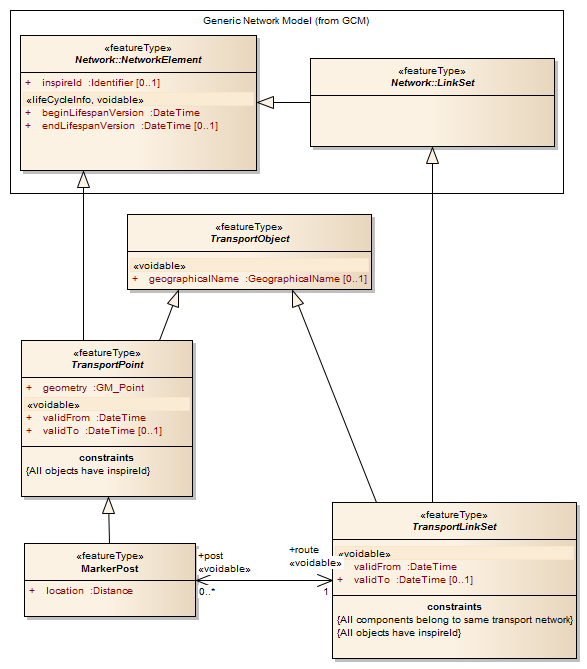 Generic Network Model (from GCM)
«featureType»
Network::NetworkElement
+ inspireId :Identifier [0..1]
«lifeCycleInfo, voidable»
+ beginLifespanVersion :DateTime
+ endLifespanVersion :DateTime [0..1]
«featureType»
Network::LinkSet
«featureType»
TransportObject
«voidable»
+ geographicalName :GeographicalName [0..1]
«featureType»
TransportPoint
+ geometry :GM_Point
«voidable»
+ validFrom :DateTime
+ validTo :DateTime [0..1]
constraints
{All objects have inspireId}
«featureType»
MarkerPost
+ location :Distance
+post
«voidable»
0..*
+route
«voidable»
1
«featureType»
TransportLinkSet
«voidable»
validFrom :DateTime
+ validTo :DateTime [0..1]
constraints
{All components belong to same transport network}
{All objects have inspireId}